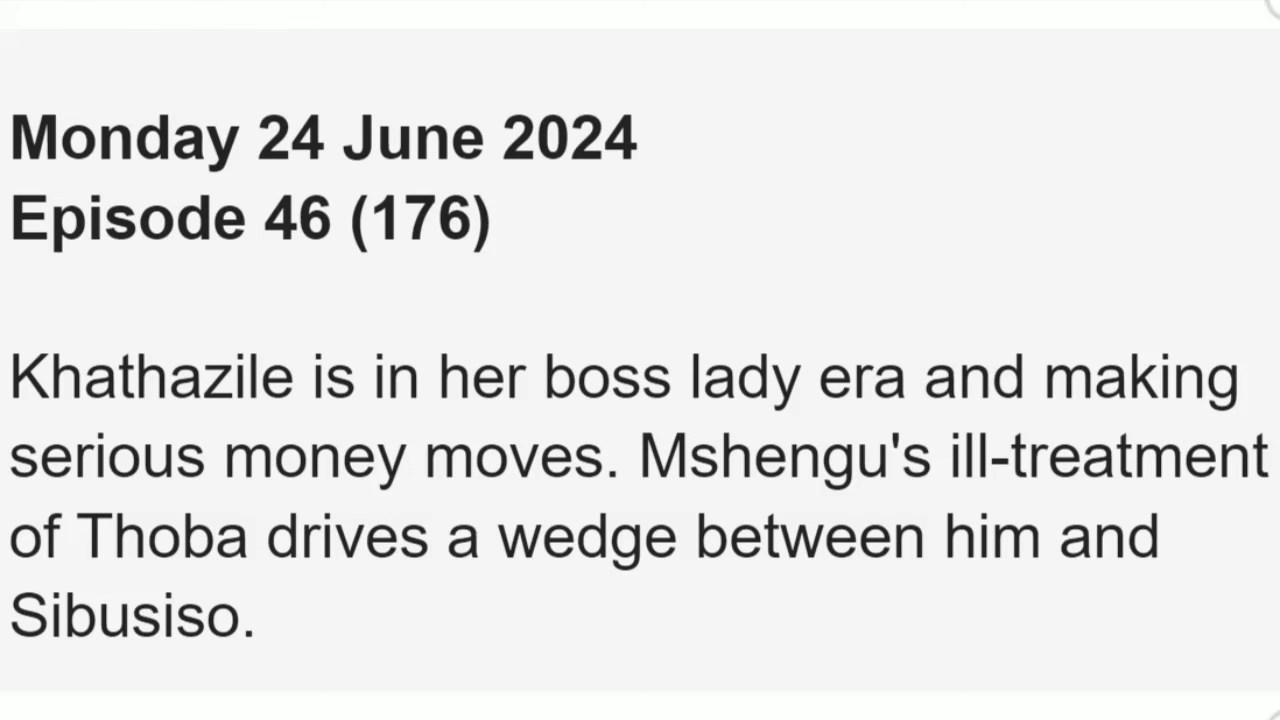 Monday 24 June 2024
Episode 46 (176)
Khathazile is in her boss lady era and making
serious money moves. Mshengu's ill-treatment
of Thoba drives a wedge between him and
Sibusiso.